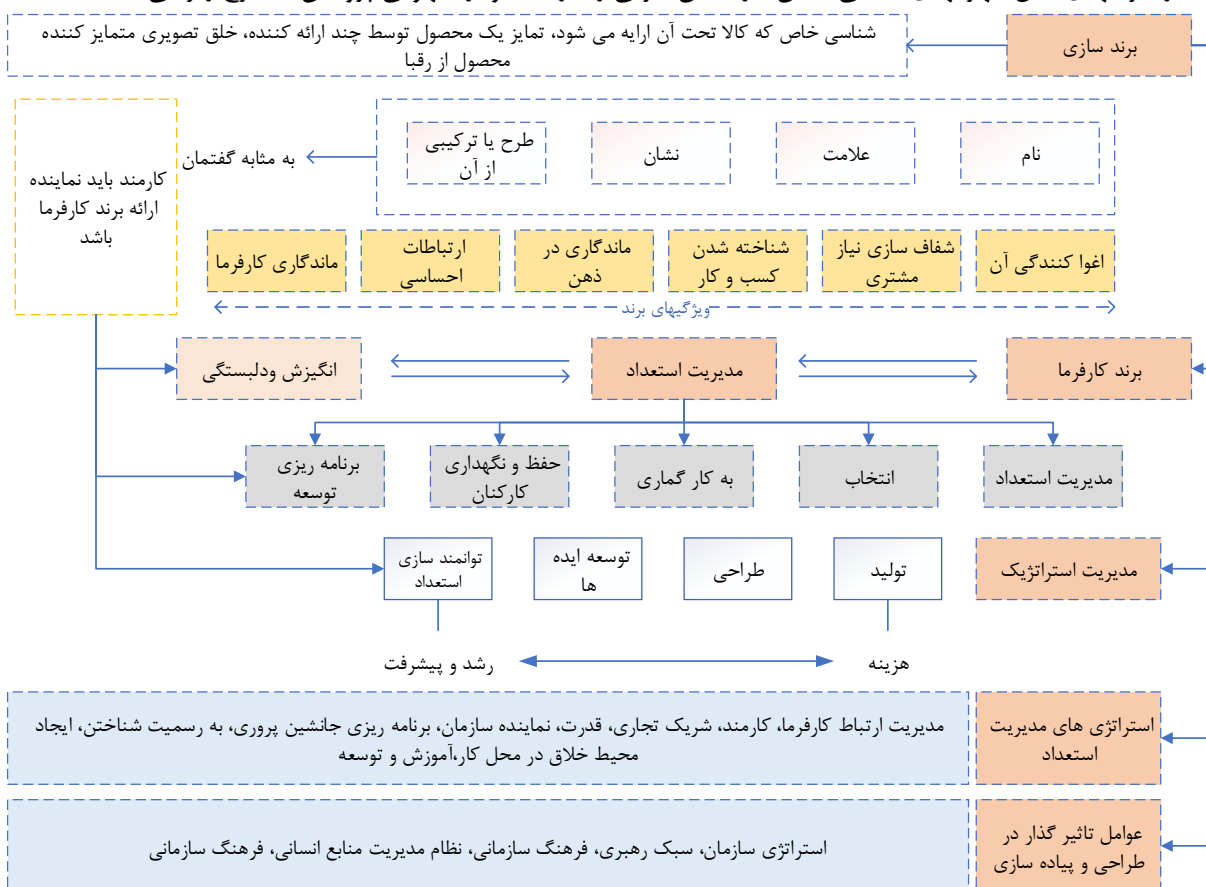 برند سازی
شناسی خاص که کالا تحت آن ارایه می شود، تمایز یک محصول توسط چند ارائه کننده، خلق تصویری متمایز کننده
محصول از رقبا
نام
علامت
نشان
طرح یا ترکیبی
از آن
به مثابه گفتمان
کارمند باید نماینده
ارائه برند کارفرما
باشد
اغوا کنندگی آن
شفاف سازی نیاز
مشتری
شناخته شدن
کسب و کار
ماندگاری در
ذهن
ارتباطات
احساسی
ماندگاری کارفرما
ویژگیهای برند
برند کارفرما
مدیریت استعداد
انگیزش ودلبستگی
مدیریت استعداد
انتخاب
به کار گماری
حفظ و نگهداری
کارکنان
برنامه ریزی
توسعه
مدیریت استراتژیک
تولید
طراحی
توسعه ایده
ها
توانمند سازی
استعداد
هزینه
رشد و پیشرفت
استراتژی های مدیریت
استعداد
مدیریت ارتباط کارفرما، کارمند، شریک تجاری، قدرت، نماینده سازمان، برنامه ریزی جانشین پروری، به رسمیت شناختن، ایجاد
محیط خلاق در محل کار،آموزش و توسعه
عوامل تاثیر گذار در
طراحی و پیاده سازی
استراتژی سازمان، سبک رهبری، فرهنگ سازمانی، نظام مدیریت منابع انسانی، فرهنگ سازمانی